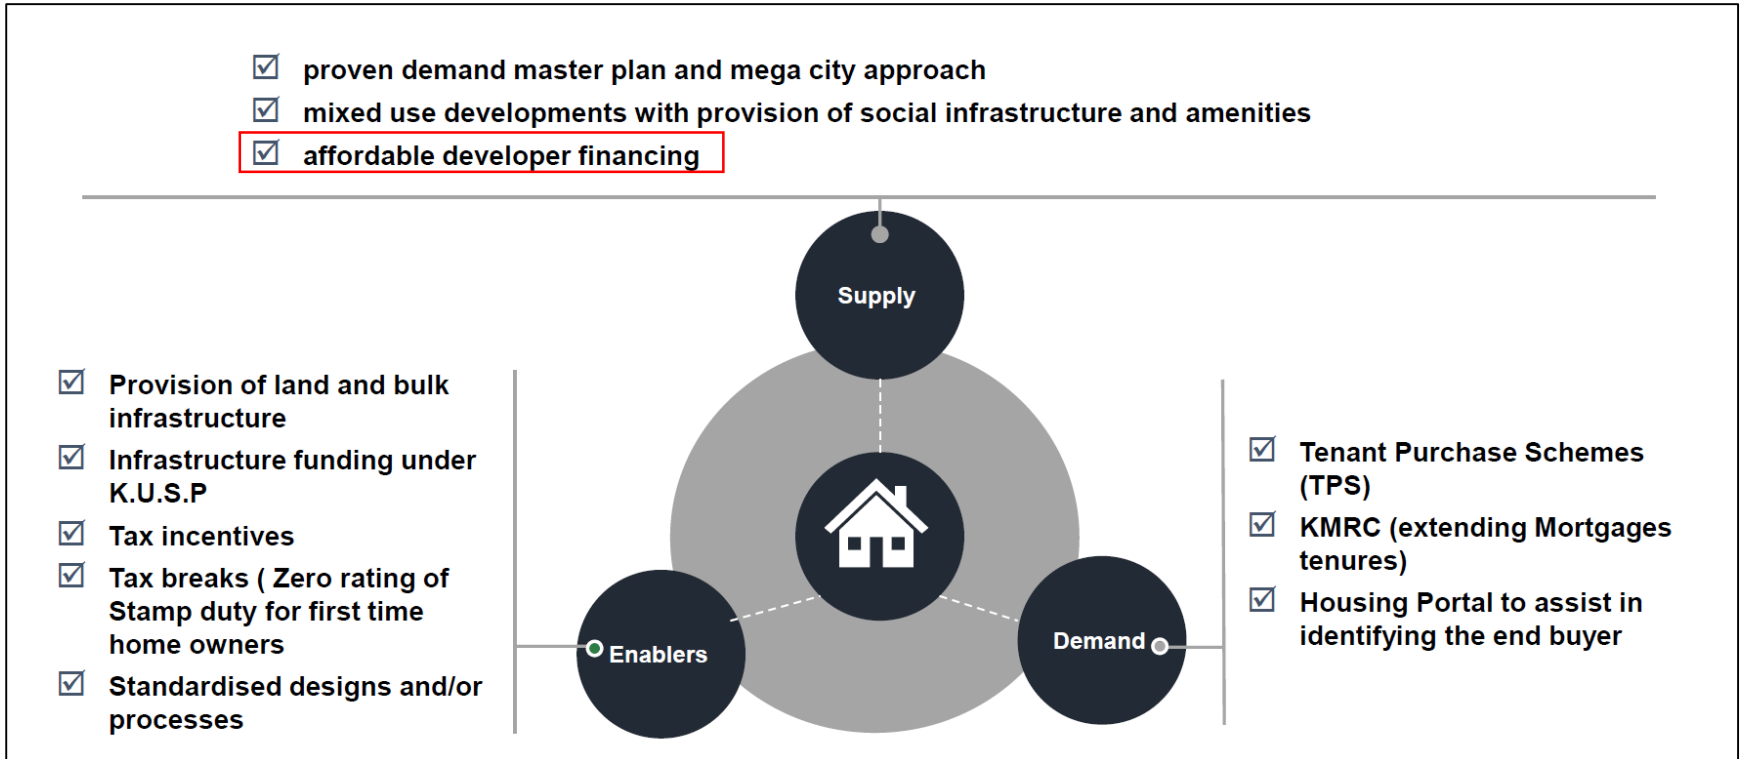 proven demand master plan and mega city approach
mixed use developments with provision of social infrastructure and amenities
affordable developer financing
Supply
Provision of land and bulk
infrastructure
Infrastructure funding under
K.U.S.P
Tax incentives
Tax breaks ( Zero rating of
Stamp duty for first time
home owners
Standardised designs and/or
processes
Enablers
Demand
Tenant Purchase Schemes
(TPS)
KMRC (extending Mortgages
tenures)
Housing Portal to assist in
identifying the end buyer